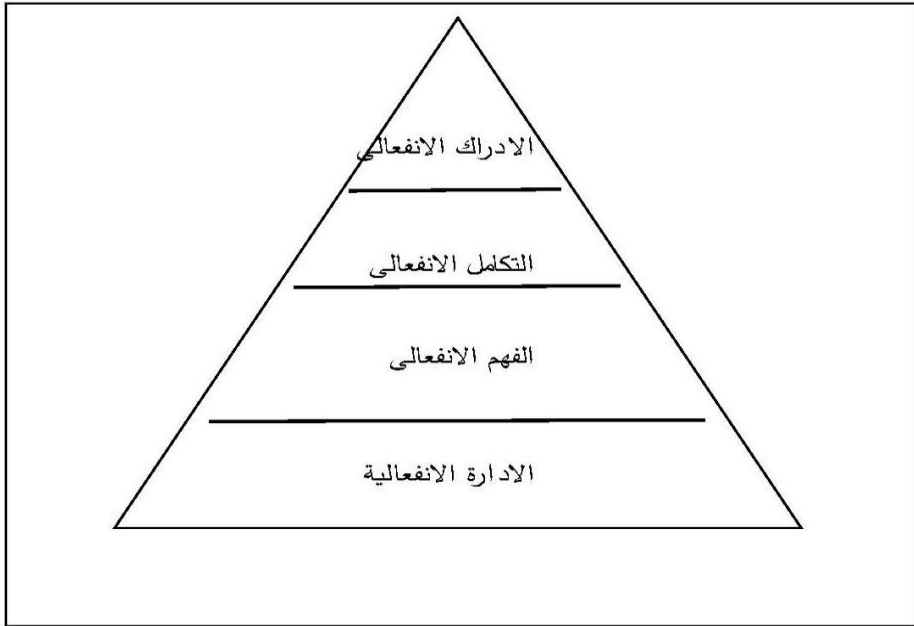 الادراك الانفعالى
التكامل الانفعالى
الفهم الانفعالى
الادارة الانفعالية